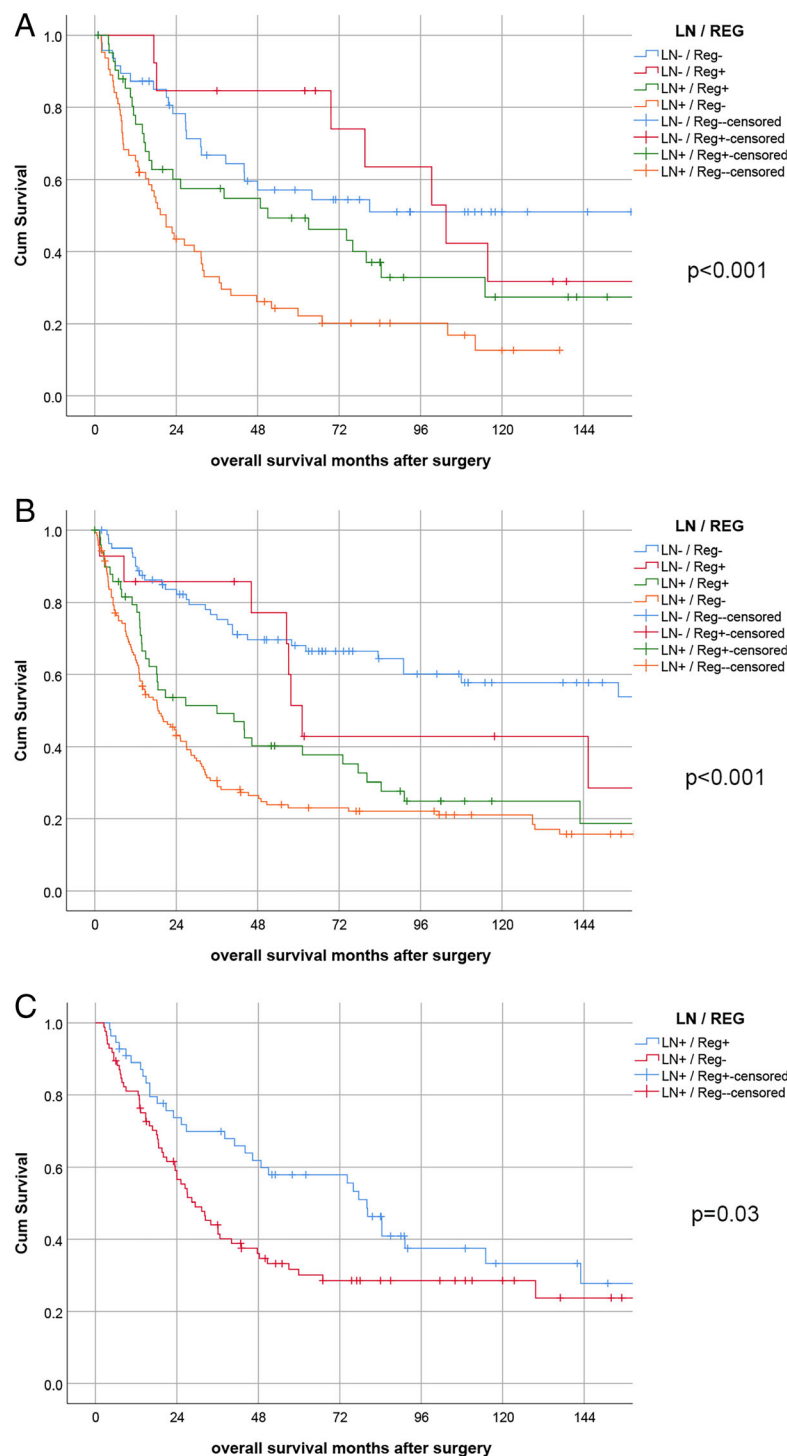 A
LN / REG
LN- / Reg-
LN- / Reg+
LN+ / Reg+
LN+ / Reg-
LN- / Reg--censored
LN- / Reg+-censored
LN+ / Reg+-censored
LN+ / Reg--censored
Cum Survival
1.0
0.8
0.6
0.4
0.2
0.0
p<0.001
0 24 48 72 96 120 144
overall survival months after surgery
B
LN / REG
LN- / Reg-
LN- / Reg+
LN+ / Reg+
LN+ / Reg-
LN- / Reg--censored
LN- / Reg+-censored
LN+ / Reg+-censored
LN+ / Reg--censored
Cum Survival
1.0
0.8
0.6
0.4
0.2
0.0
p<0.001
0 24 48 72 96 120 144
overall survival months after surgery
C
LN / REG
LN+ / Reg+
LN+ / Reg-
LN+ / Reg+-censored
LN+ / Reg--censored
Cum Survival
1.0
0.8
0.6
0.4
0.2
0.0
p=0.03
0 24 48 72 96 120 144
overall survival months after surgery